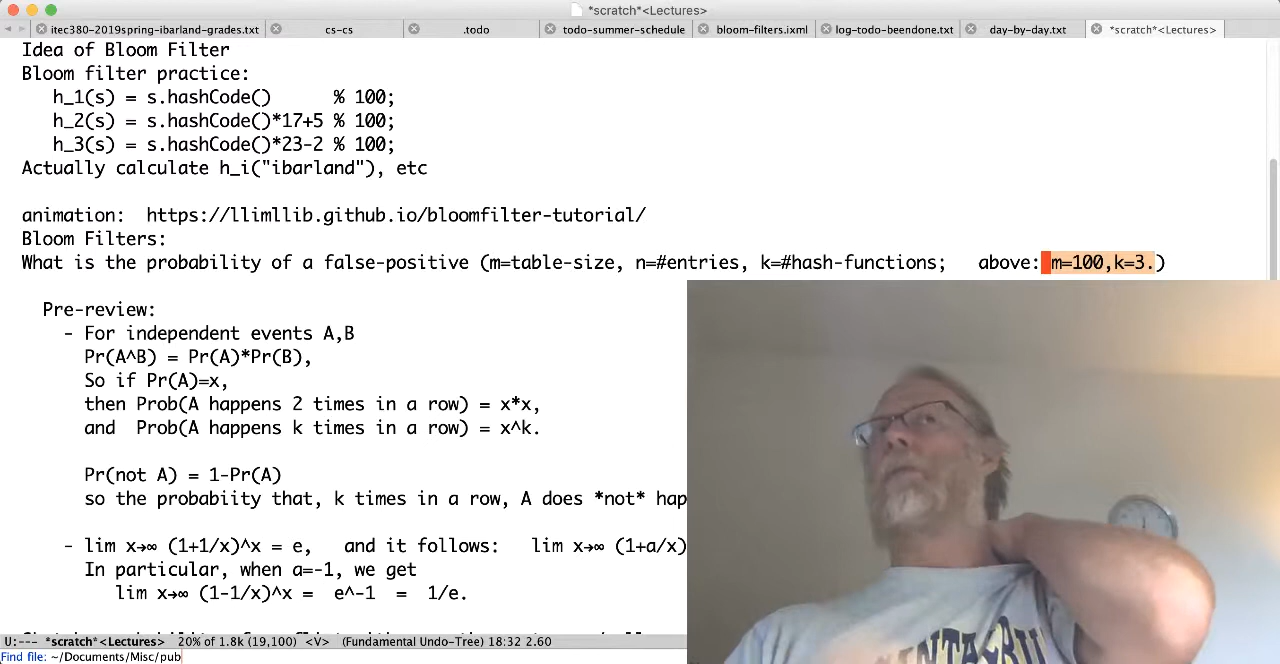 *scratch*<Lectures>
itec380-2019spring-ibarland-grades.txt cs-cs .todo todo-summer-schedule bloom-filters.ixml log-todo-beendone.txt day-by-day.txt *scratch*<Lectures>
Idea of Bloom Filter
Bloom filter practice:
h_1(s) = s.hashCode() % 100;
h_2(s) = s.hashCode()*17+5 % 100;
h_3(s) = s.hashCode()*23-2 % 100;
Actually calculate h_i("ibarland"), etc
animation: https://llimllib.github.io/bloomfilter-tutorial/
Bloom Filters:
What is the probability of a false-positive (m=table-size, n=#entries, k=#hash-functions; above: m=100,k=3.)
Pre-review:
- For independent events A,B
Pr(A^B) = Pr(A)*Pr(B),
So if Pr(A)=x,
then Prob(A happens 2 times in a row) = x*x,
and Prob(A happens k times in a row) = x^k.
Pr(not A) = 1-Pr(A)
so the probabiity that, k times in a row, A does *not* hap
- lim x→∞ (1+1/x)^x = e, and it follows: lim x→∞ (1+a/x)
In particular, when a=-1, we get
lim x→∞ (1-1/x)^x = e^-1 = 1/e.
U:--- *scratch*<Lectures> 20% of 1.8k (19,100) <V> (Fundamental Undo-Tree) 18:32 2.60
Find file: ~/Documents/Misc/pub